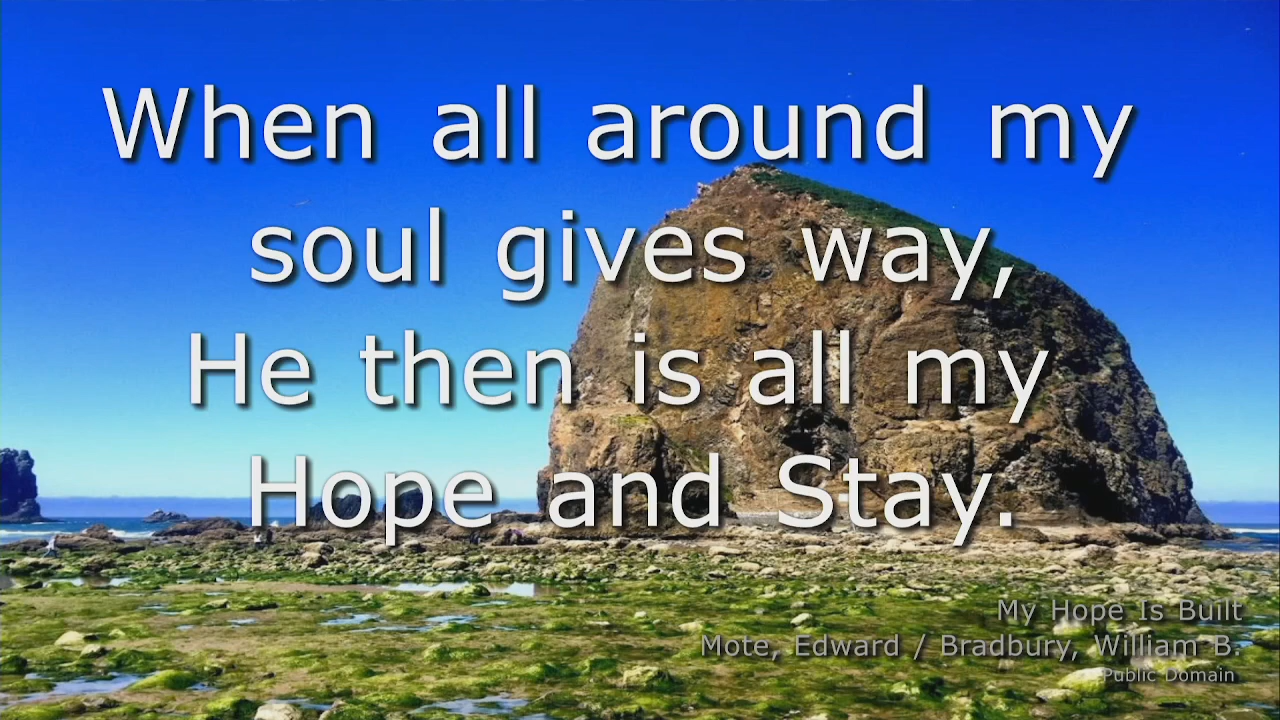 When all around my
soul gives way,
He then is all my
Hope and Stay.
My Hope Is Built
Mote, Edward / Bradbury, William B.
Public Domain